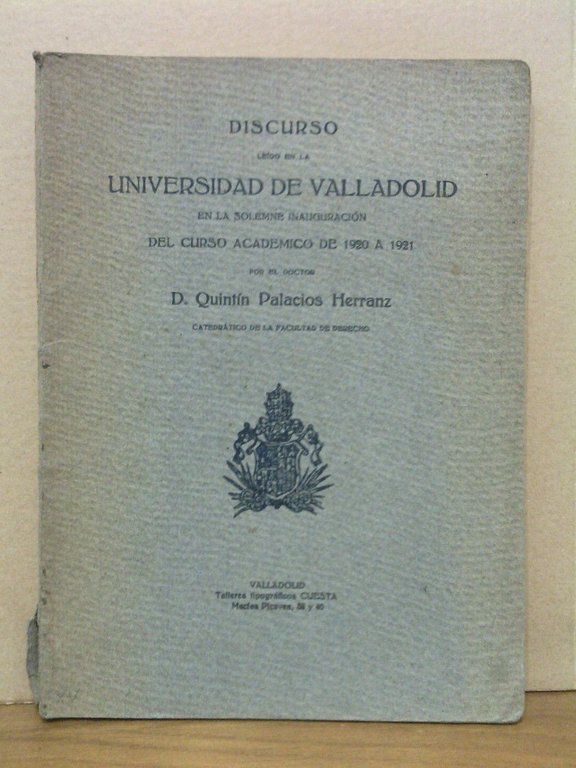 DISCURSO
LEÍDO EN LA
UNIVERSIDAD DE VALLADOLID
EN LA SOLEMNE INAUGURACIÓN
DEL CURSO ACADEMICO DE 1920 A 1921
POR EL DOCTOR
D. Quintín Palacios Herranz
CATEDRÁTICO DE LA FACULTAD DE DERECHO
VALLADOLID
Talleres tipográficos CUESTA
Macías Picavea, 38 y 40